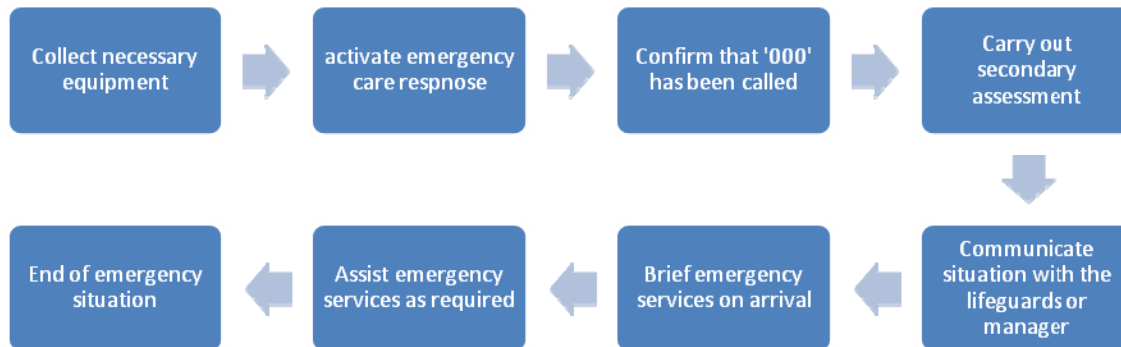 Collect necessary
equipment
activate emergency
care respnose
Confirm that '000'
has been called
Carry out
secondary
assessment
Communicate
situation with the
lifeguards or
manager
Brief emergency
services on arrival
Assist emergency
services as required
End of emergency
situation